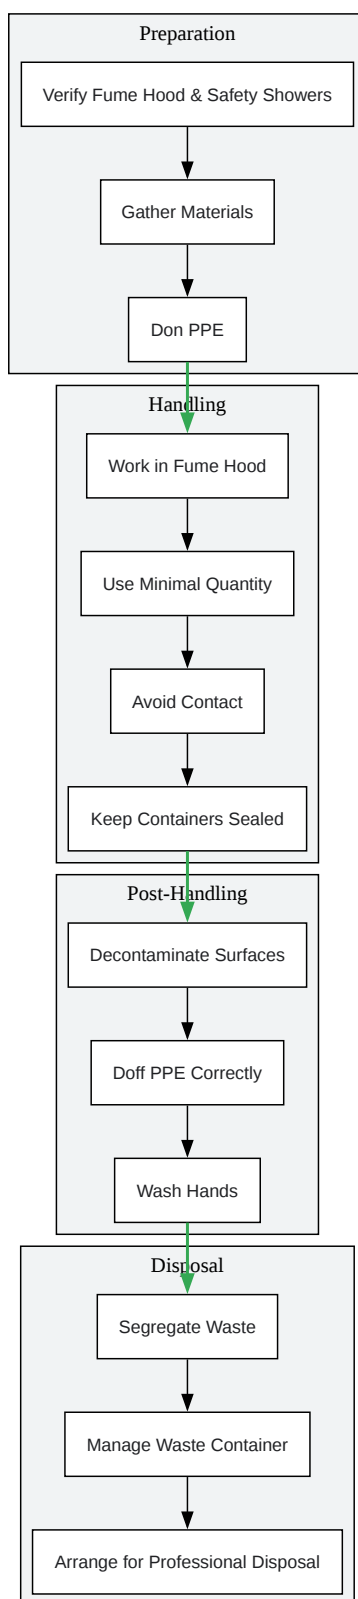 Preparation
Verify Fume Hood & Safety Showers
Gather Materials
Don PPE
Handling
Work in Fume Hood
Use Minimal Quantity
Avoid Contact
Keep Containers Sealed
Post-Handling
Decontaminate Surfaces
Doff PPE Correctly
Wash Hands
Disposal
Segregate Waste
Manage Waste Container
Arrange for Professional Disposal